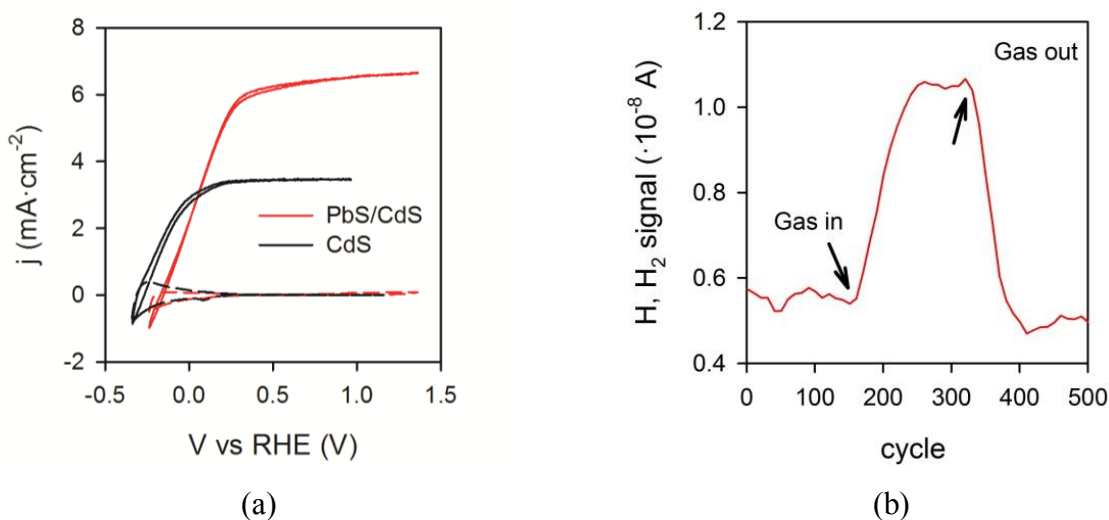 8
6
4
2
0
-2
-0.5 0.0 0.5 1.0 1.5
j (mA·cm-2)
V vs RHE (V)
PbS/CdS
CdS
(a)
1.2
1.0
0.8
0.6
0.4
0 100 200 300 400 500
H, H2 signal (·10-8 A)
cycle
Gas in
Gas out
(b)